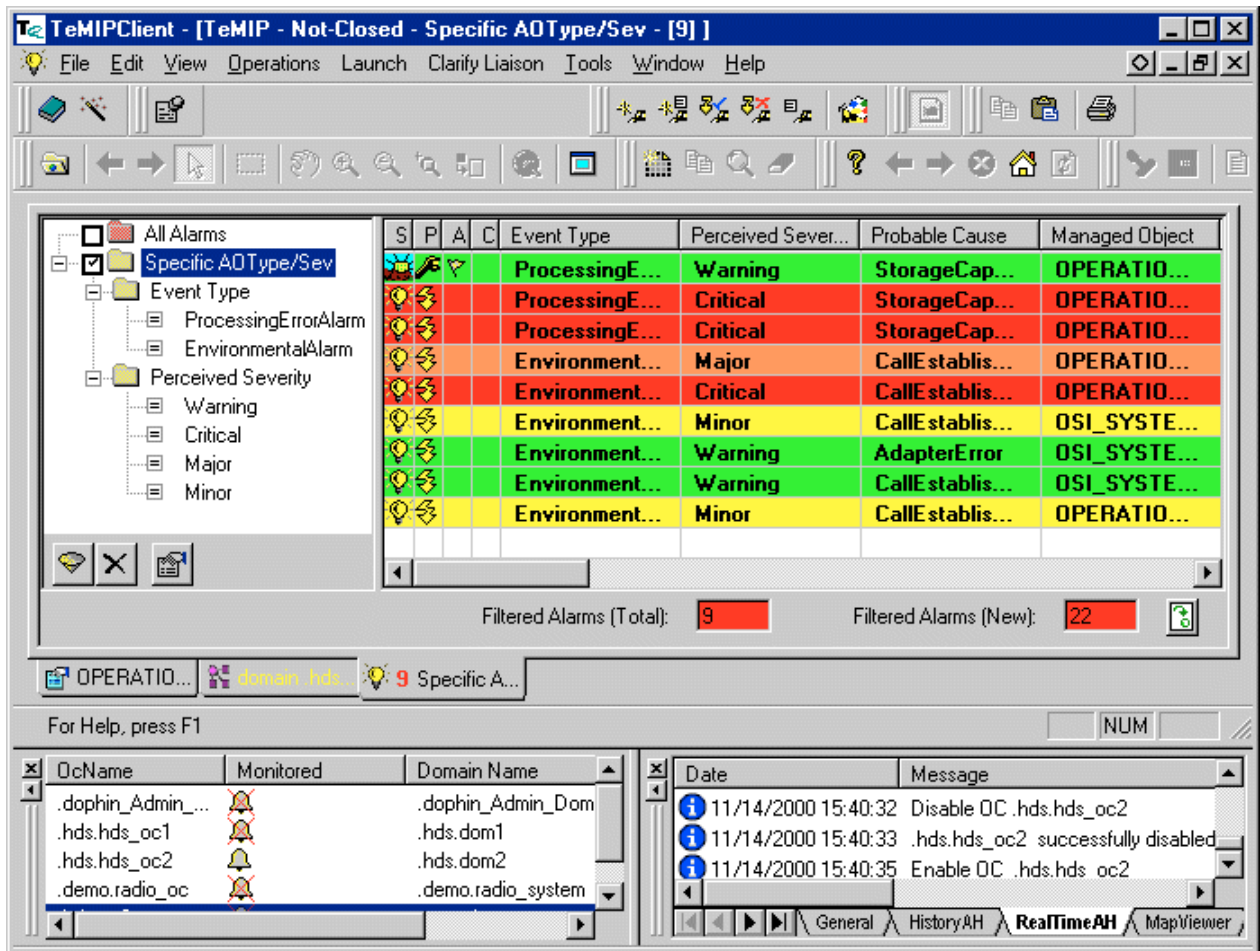 TeMIPClient - [TeMIP - Not-Closed - Specific AOType/Sev - [9] ]
File Edit View Operations Launch Clarify Liaison Tools Window Help
All Alarms
Specific AOType/Sev
Event Type
ProcessingErrorAlarm
EnvironmentalAlarm
Perceived Severity
Warning
Critical
Major
Minor
S P A C Event Type Perceived Sever... Probable Cause Managed Object
ProcessingE... Warning StorageCap... OPERATIO...
ProcessingE... Critical StorageCap... OPERATIO...
ProcessingE... Critical StorageCap... OPERATIO...
Environment... Major CallEstablis... OPERATIO...
Environment... Critical CallEstablis... OPERATIO...
Environment... Minor CallEstablis... OSI_SYSTE...
Environment... Warning AdapterError OSI_SYSTE...
Environment... Warning CallEstablis... OSI_SYSTE...
Environment... Minor CallEstablis... OPERATIO...
Filtered Alarms (Total): 9 Filtered Alarms (New): 22
OPERATIO... domain .hds... 9 Specific A...
For Help, press F1 NUM
OcName Monitored Domain Name
.dophin_Admin_... .dophin_Admin_Dom
.hds.hds_oc1 .hds.dom1
.hds.hds_oc2 .hds.dom2
.demo.radio_oc .demo.radio_system
Date Message
11/14/2000 15:40:32 Disable OC .hds.hds_oc2
11/14/2000 15:40:33 .hds.hds_oc2 successfully disabled
11/14/2000 15:40:35 Enable OC .hds.hds_oc2
General HistoryAH RealTimeAH MapViewer